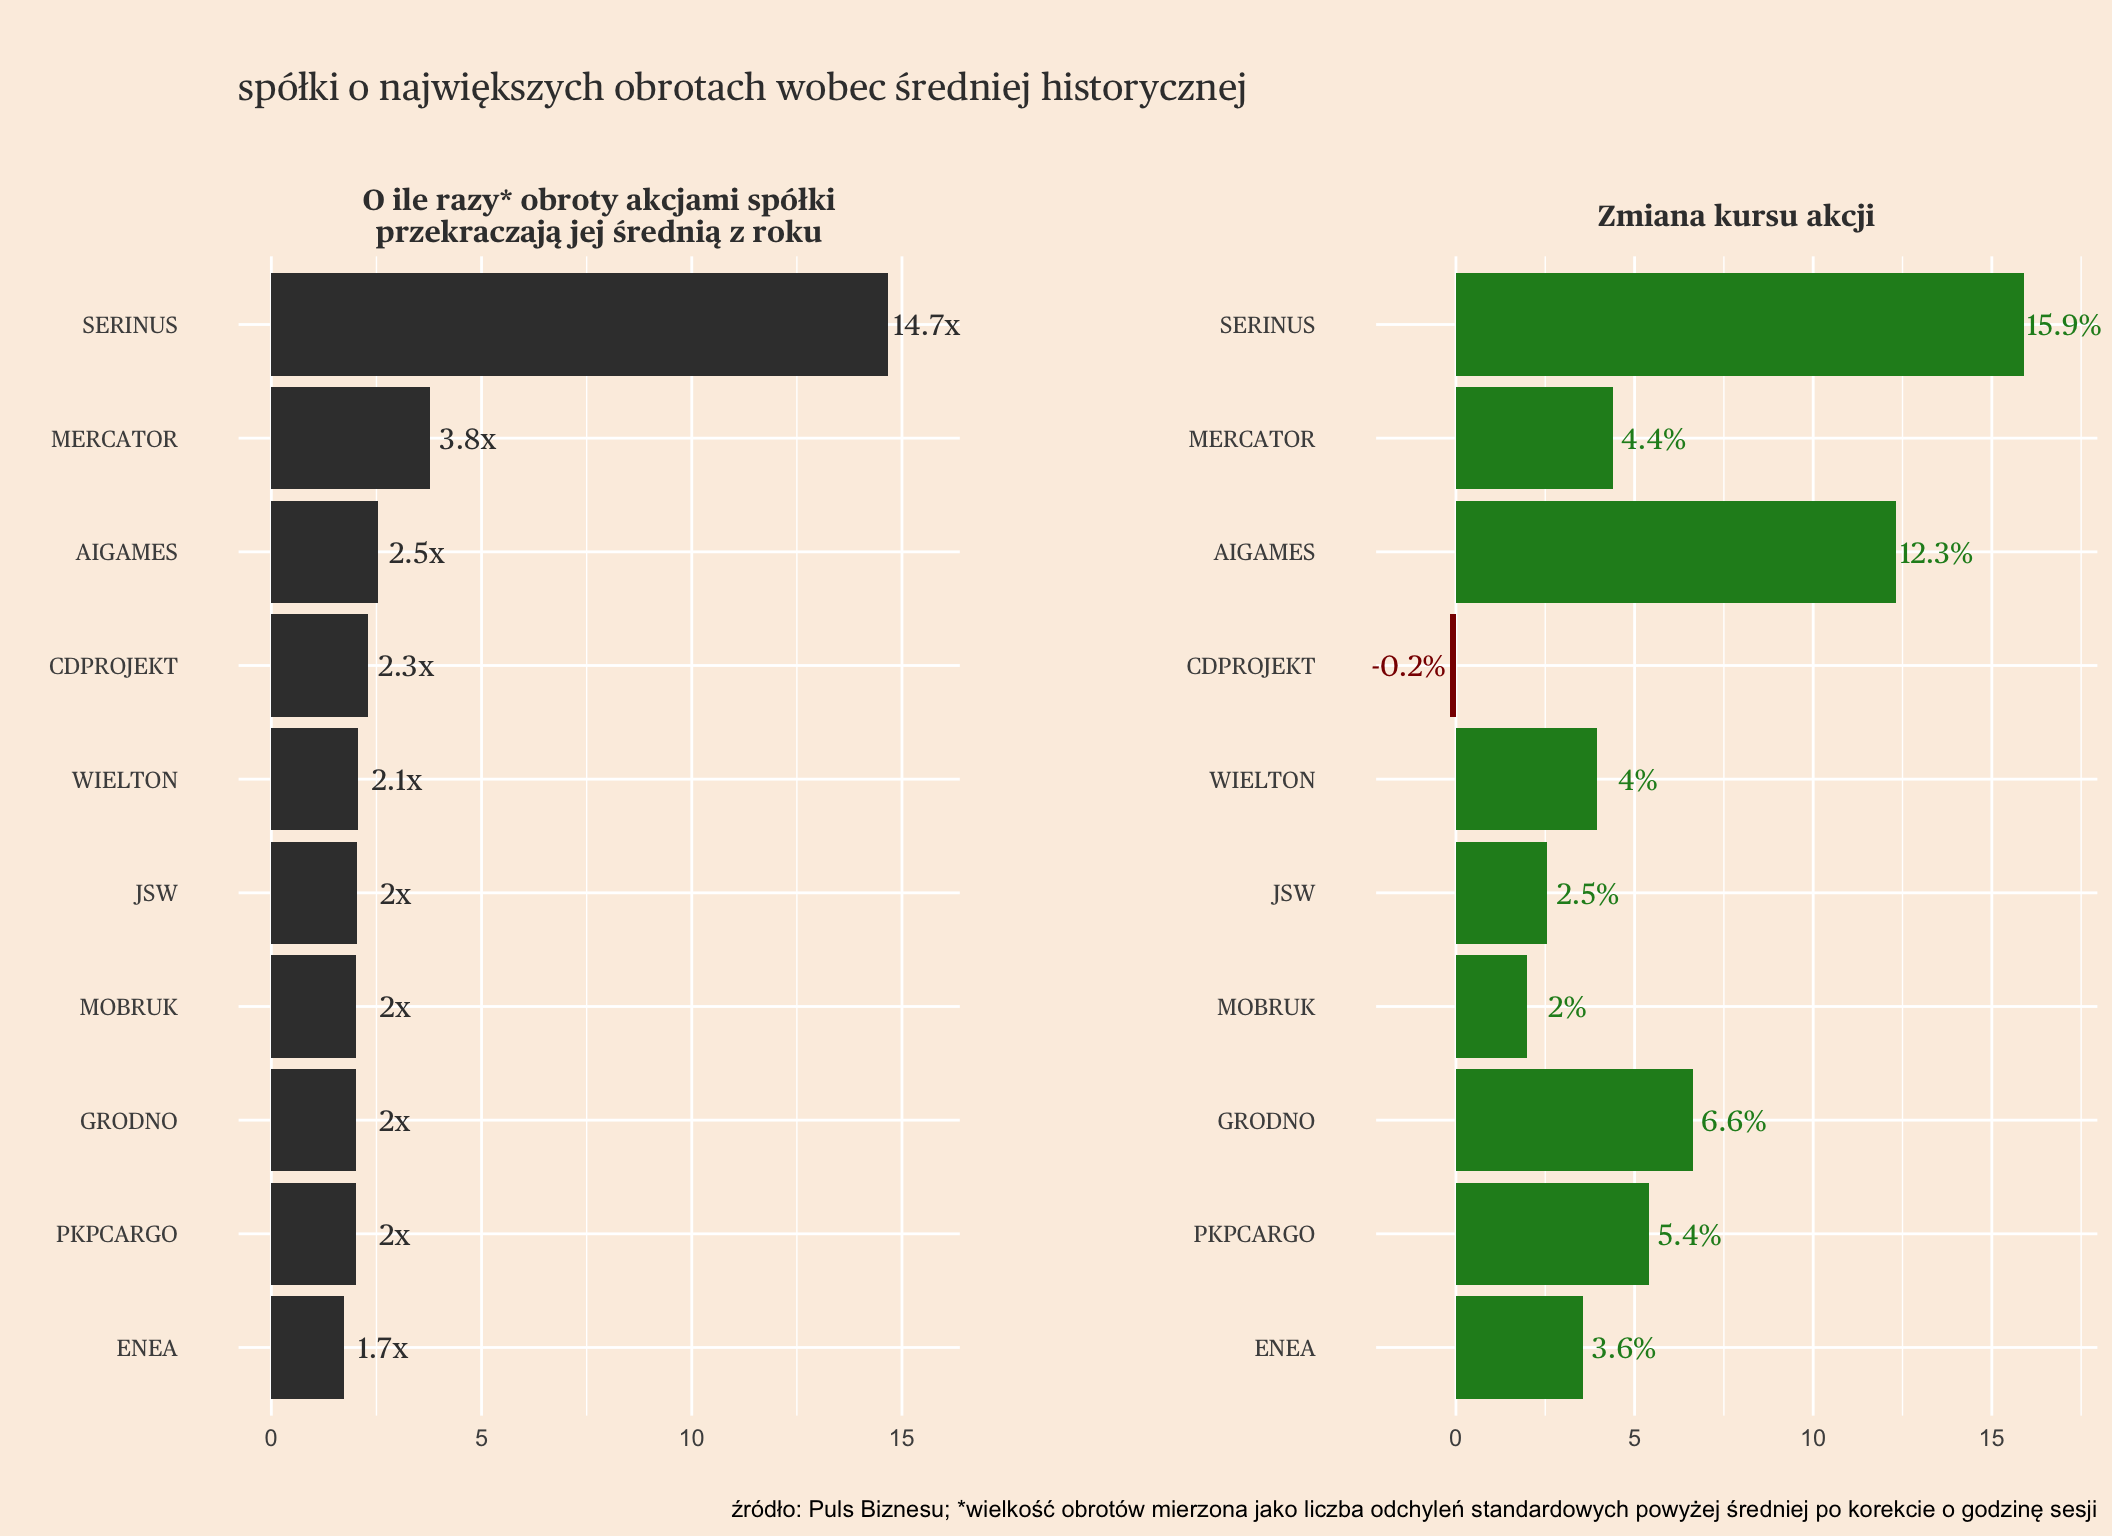 spółki o największych obrotach wobec średniej historycznej
O ile razy* obroty akcjami spółki
przekraczają jej średnią z roku
SERINUS
14.7x
MERCATOR
3.8x
AIGAMES
2.5x
CDPROJEKT
2.3x
WIELTON
2.1x
JSW
2x
MOBRUK
2x
GRODNO
2x
PKPCARGO
2x
ENEA
1.7x
0 5 10 15
Zmiana kursu akcji
SERINUS
15.9%
MERCATOR
4.4%
AIGAMES
12.3%
CDPROJEKT
-0.2%
WIELTON
4%
JSW
2.5%
MOBRUK
2%
GRODNO
6.6%
PKPCARGO
5.4%
ENEA
3.6%
0 5 10 15
źródło: Puls Biznesu; *wielkość obrotów mierzona jako liczba odchyleń standardowych powyżej średniej po korekcie o godzinę sesji